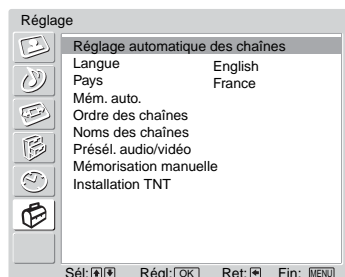 Réglage
Réglage automatique des chaînes
Langue English
Pays France
Mém. auto.
Ordre des chaînes
Noms des chaînes
Présél. audio/vidéo
Mémorisation manuelle
Installation TNT
Sél: Régl: OK Ret: Fin: MENU